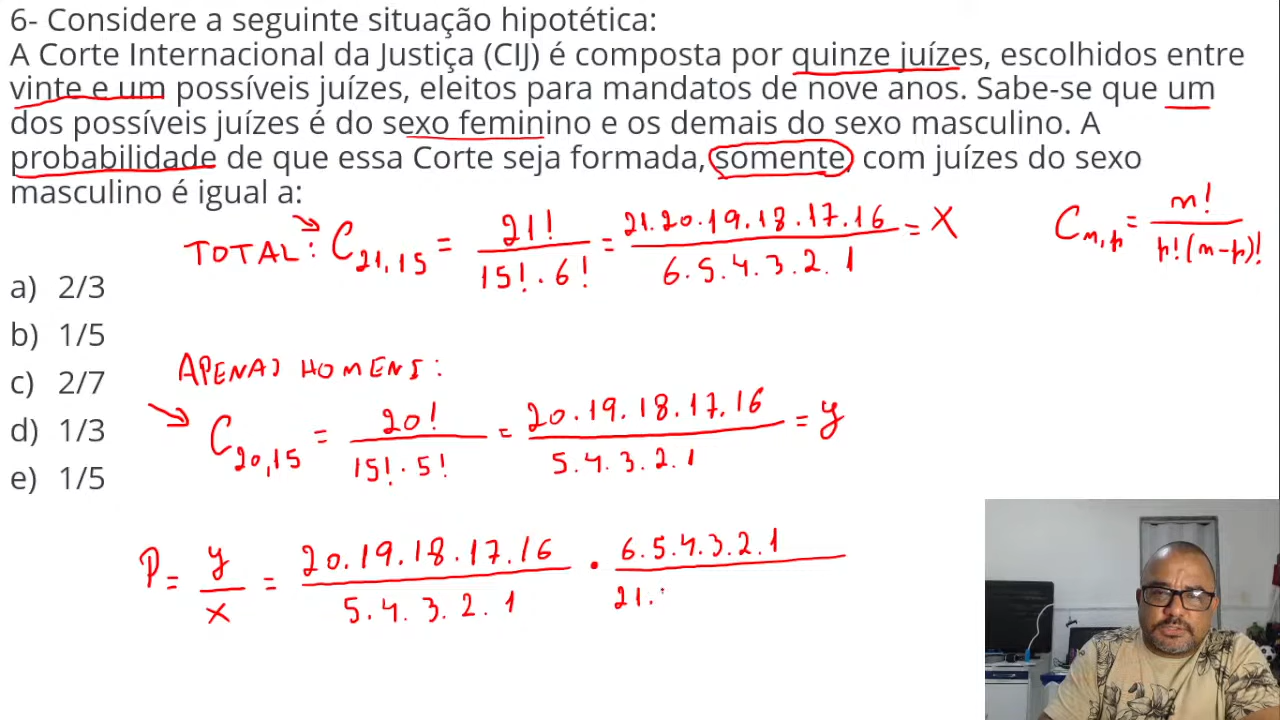 6- Considere a seguinte situação hipotética:
A Corte Internacional da Justiça (CIJ) é composta por quinze juízes, escolhidos entre
vinte e um possíveis juízes, eleitos para mandatos de nove anos. Sabe-se que um
dos possíveis juízes é do sexo feminino e os demais do sexo masculino. A
probabilidade de que essa Corte seja formada, somente, com juízes do sexo
masculino é igual a:
TOTAL: C21,15 = 21!/15!.6! = 21.20.19.18.17.16/6.5.4.3.2.1 = X
Cm,p = m!/p!(m-p)!
a) 2/3
b) 1/5
c) 2/7
d) 1/3
e) 1/5
APENAS HOMENS:
C20,15 = 20!/15!.5! = 20.19.18.17.16/5.4.3.2.1 = y
P = y/x = 20.19.18.17.16/5.4.3.2.1 . 6.5.4.3.2.1/21.